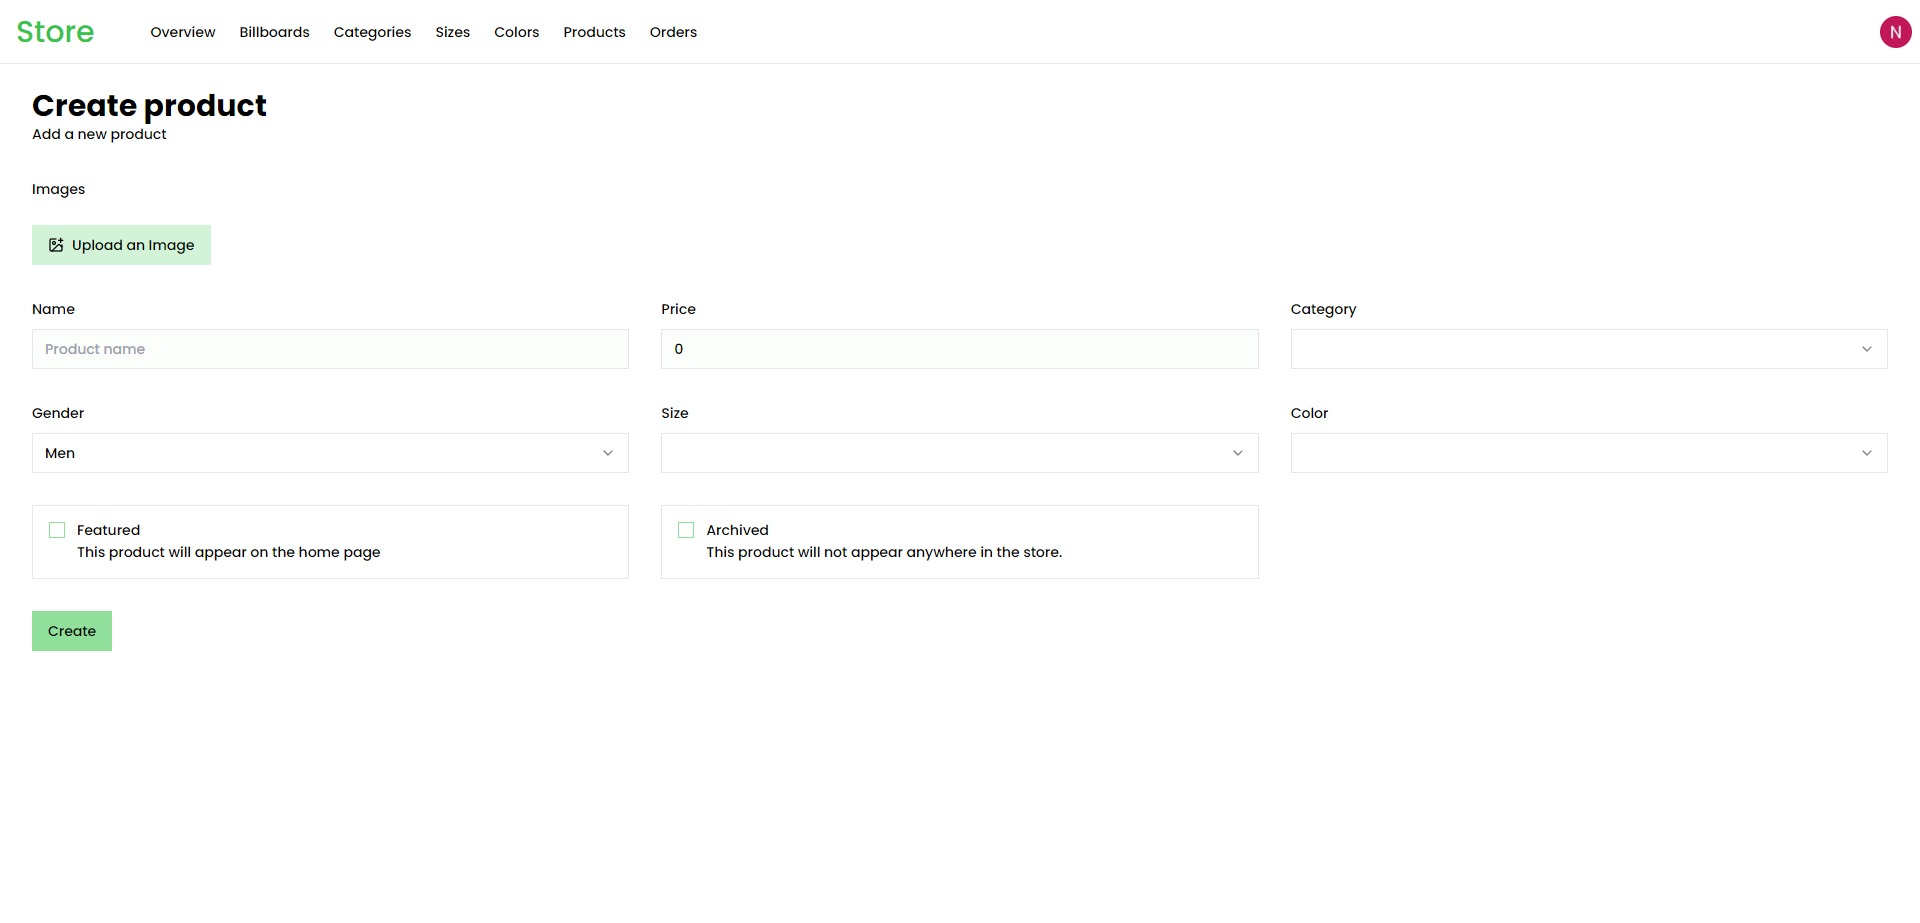 Store
Overview Billboards Categories Sizes Colors Products Orders
N
Create product
Add a new product
Images
Upload an Image
Name Price Category
Product name 0
Gender Size Color
Men
Featured Archived
This product will appear on the home page This product will not appear anywhere in the store.
Create